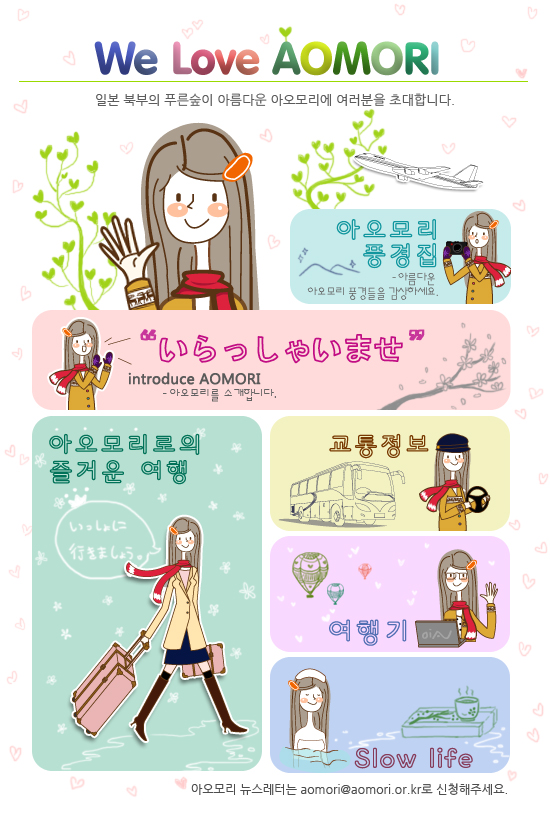 We Love AOMORI
일본 북부의 푸른숲이 아름다운 아오모리에 여러분을 초대합니다.
아오모리
풍경집
- 아름다운
아오모리 풍경들을 감상하세요.
“いらっしゃいませ”
introduce AOMORI
- 아오모리를 소개합니다.
아오모리로의
즐거운 여행
いっしょに
行きましょう。
교통정보
여행기
Slow life
아오모리 뉴스레터는 aomori@aomori.or.kr로 신청해주세요.